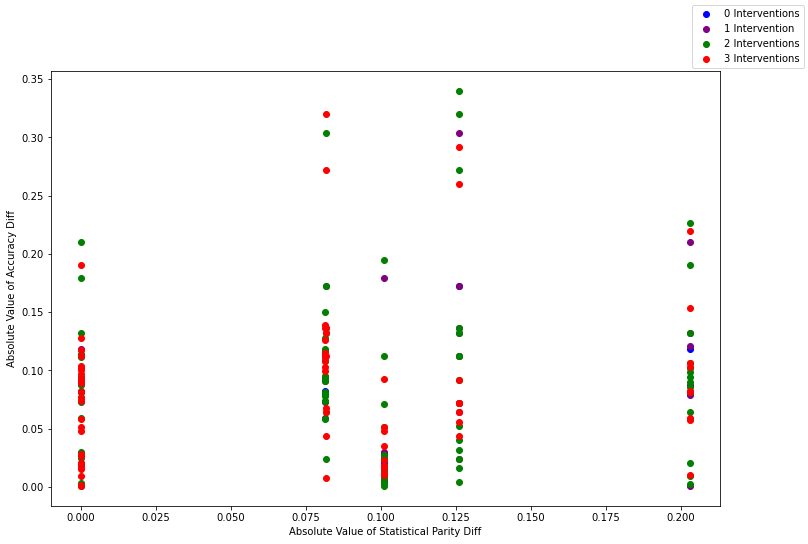 0 Interventions
1 Intervention
2 Interventions
3 Interventions
0.35
0.30
0.25
0.20
0.15
0.10
0.05
0.00
Absolute Value of Accuracy Diff
0.000
0.025
0.050
0.075
0.100
0.125
0.150
0.175
0.200
Absolute Value of Statistical Parity Diff